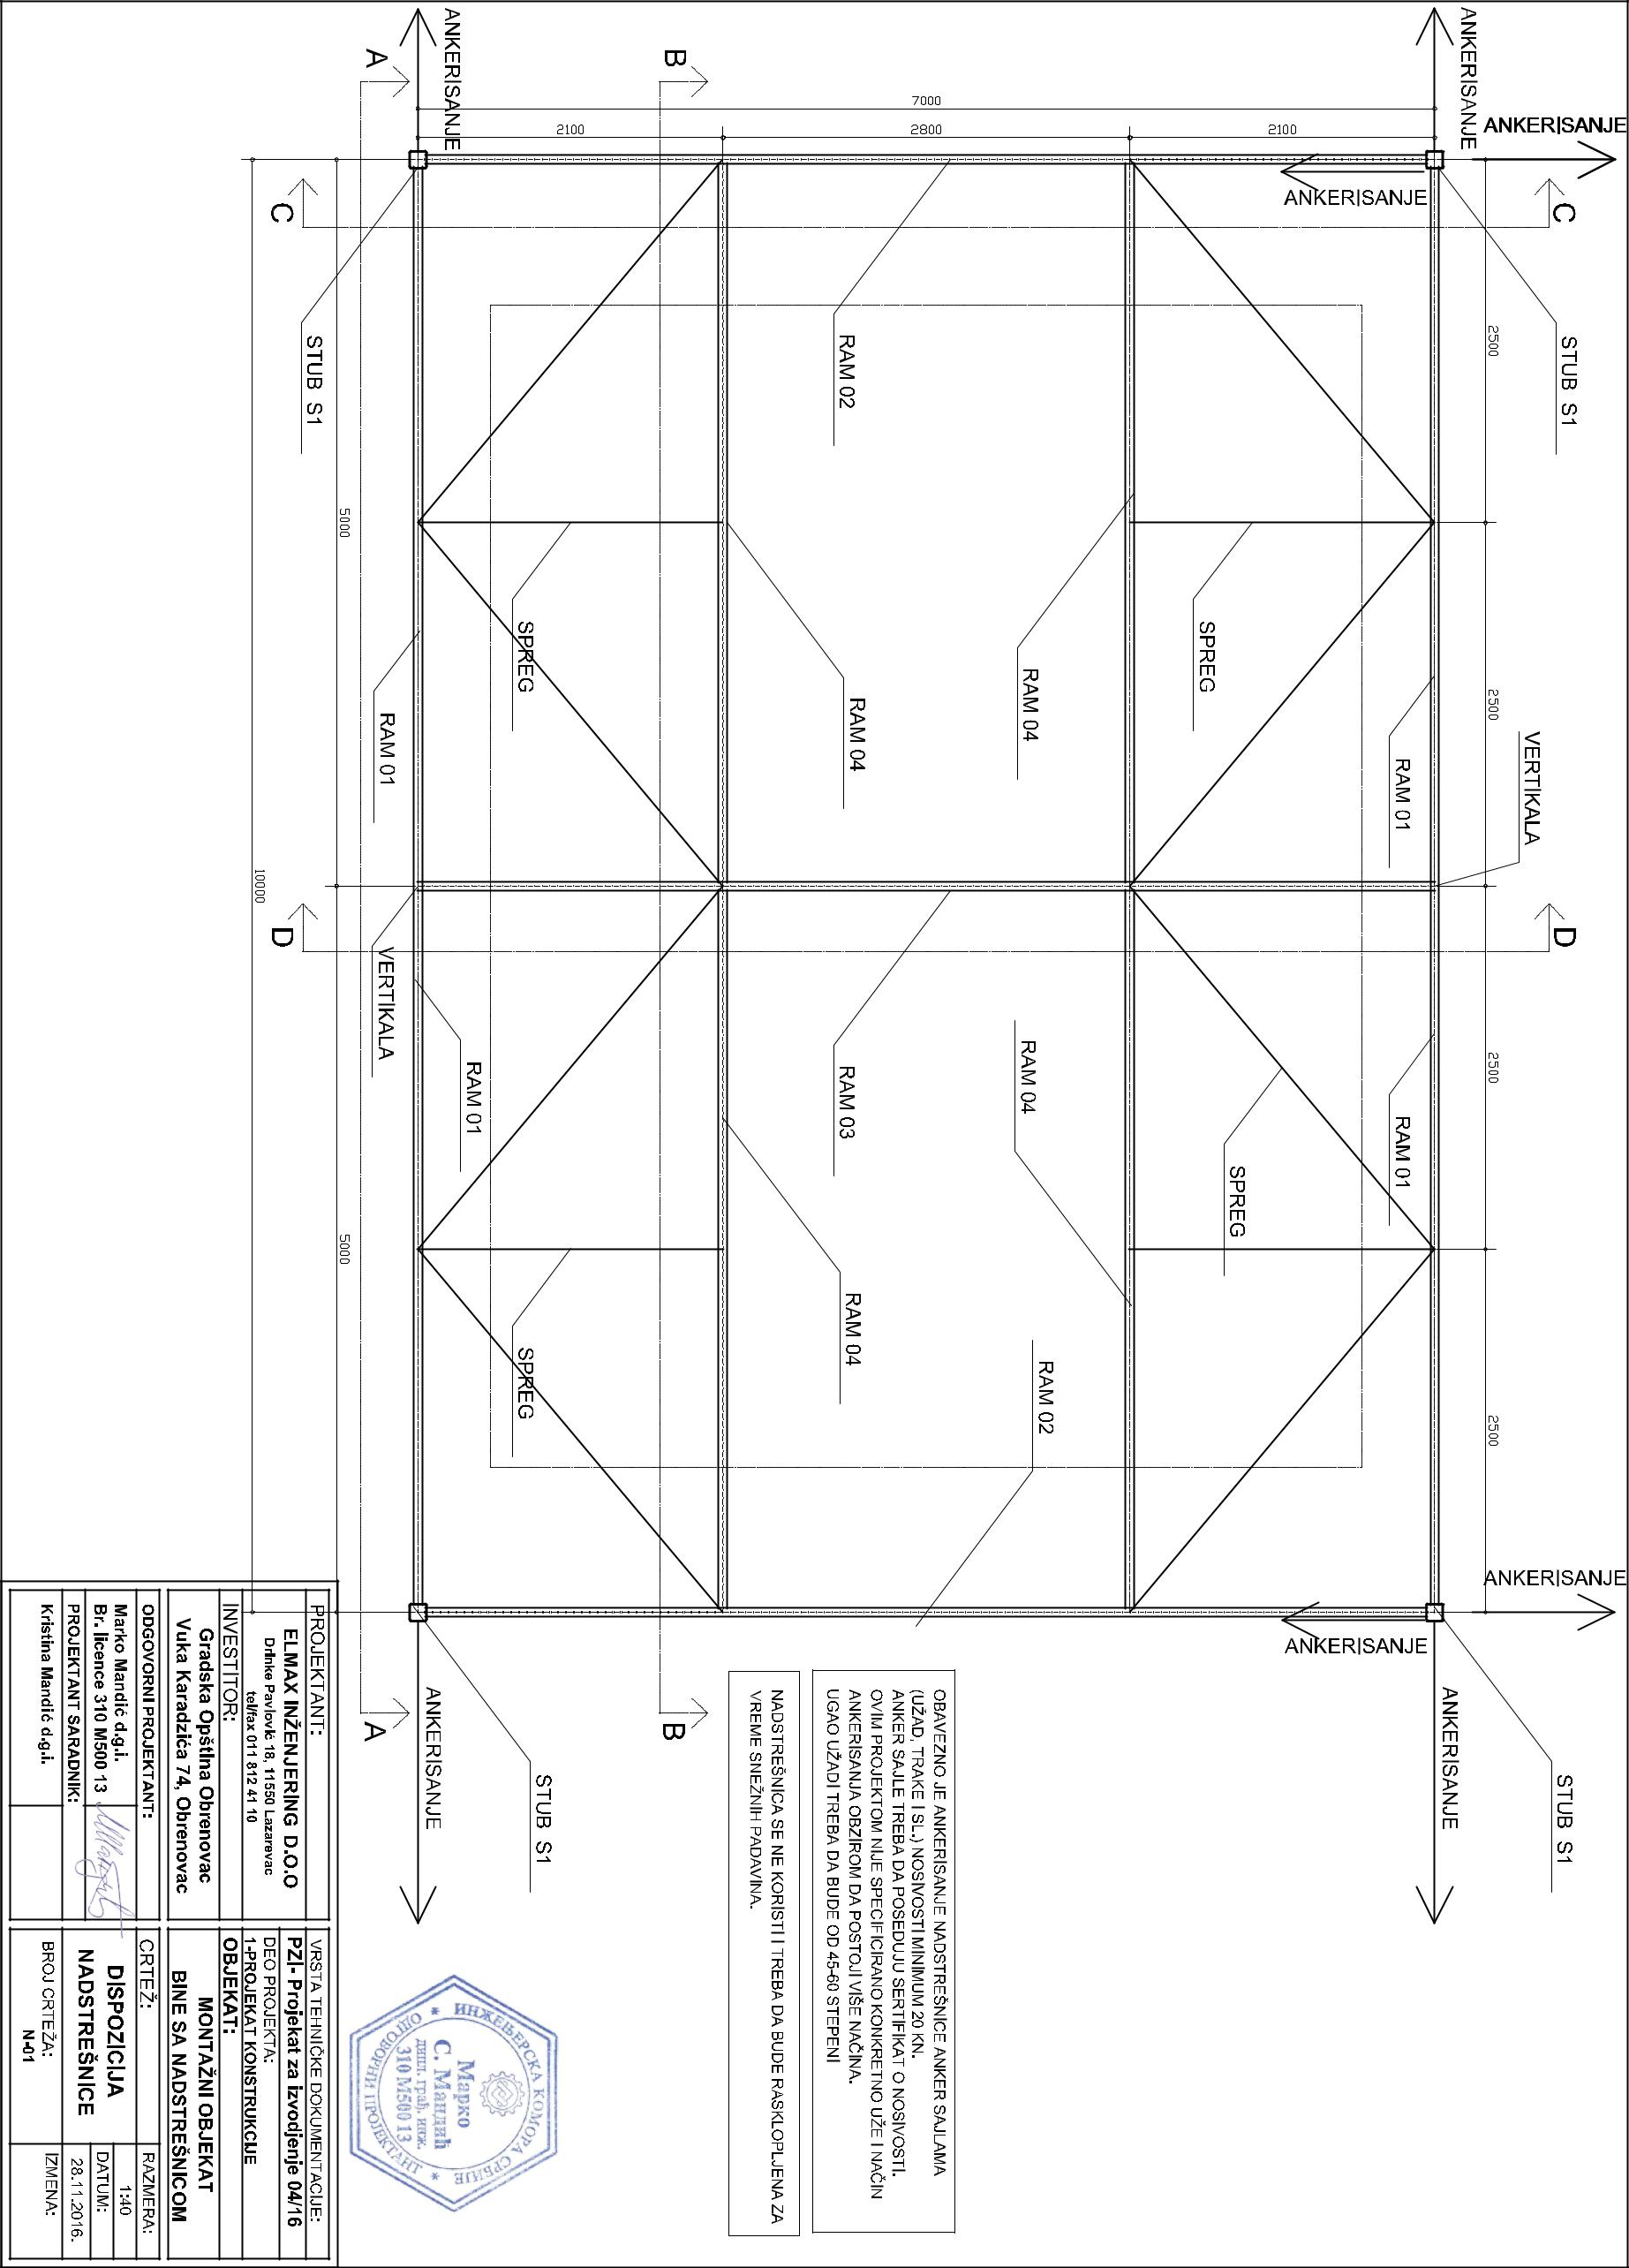 ANKERISANJE
ANKERISANJE
ANKERISANJE
ANKERISANJE
A
B
C
C
7000
2100
2800
2100
2500
2500
2500
2500
5000
5000
10000
STUB S1
STUB S1
RAM 02
SPREG
SPREG
RAM 04
RAM 04
RAM 01
RAM 01
VERTIKALA
VERTIKALA
D
D
RAM 01
RAM 01
RAM 03
RAM 04
RAM 04
SPREG
SPREG
RAM 02
ANKERISANJE
ANKERISANJE
ANKERISANJE
ANKERISANJE
A
B
STUB S1
STUB S1
OBAVEZNO JE ANKERISANJE NADSTREŠNICE ANKER SAJLAMA
(UŽAD, TRAKE I SL.) NOSIVOSTI MINIMUM 20 KN.
ANKER SAJLE TREBA DA POSEDUJU SERTIFIKAT O NOSIVOSTI.
OVIM PROJEKTOM NIJE SPECIFICIRANO KONKRETNO UŽE I NAČIN
ANKERISANJA OBZIROM DA POSTOJI VIŠE NAČINA.
UGAO UŽADI TREBA DA BUDE OD 45-60 STEPENI
NADSTREŠNICA SE NE KORISTI I TREBA DA BUDE RASKLOPLJENA ZA
VREME SNEŽNIH PADAVINA.
ИНЖЕЊЕРСКА КОМОРА СРБИЈЕ
Марко
С. Мандић
дипл. грађ. инж.
310 M500 13
ОДГОВОРНИ ПРОЈЕКТАНТ
PROJEKTANT:
ELMAX INŽENJERING D.O.O
Drinke Pavlović 18, 11550 Lazarevac
tel/fax 011 812 41 10
INVESTITOR:
Gradska Opština Obrenovac
Vuka Karadzića 74, Obrenovac
ODGOVORNI PROJEKTANT:
Marko Mandić d.g.i.
Br. licence 310 M500 13
PROJEKTANT SARADNIK:
Kristina Mandić d.g.i.
VRSTA TEHNIČKE DOKUMENTACIJE:
PZI- Projekat za izvodjenje 04/16
DEO PROJEKTA:
1-PROJEKAT KONSTRUKCIJE
OBJEKAT:
MONTAŽNI OBJEKAT
BINE SA NADSTREŠNICOM
CRTEŽ:
DISPOZICIJA
NADSTREŠNICE
BROJ CRTEŽA:
N-01
RAZMERA:
1:40
DATUM:
28.11.2016.
IZMENA: